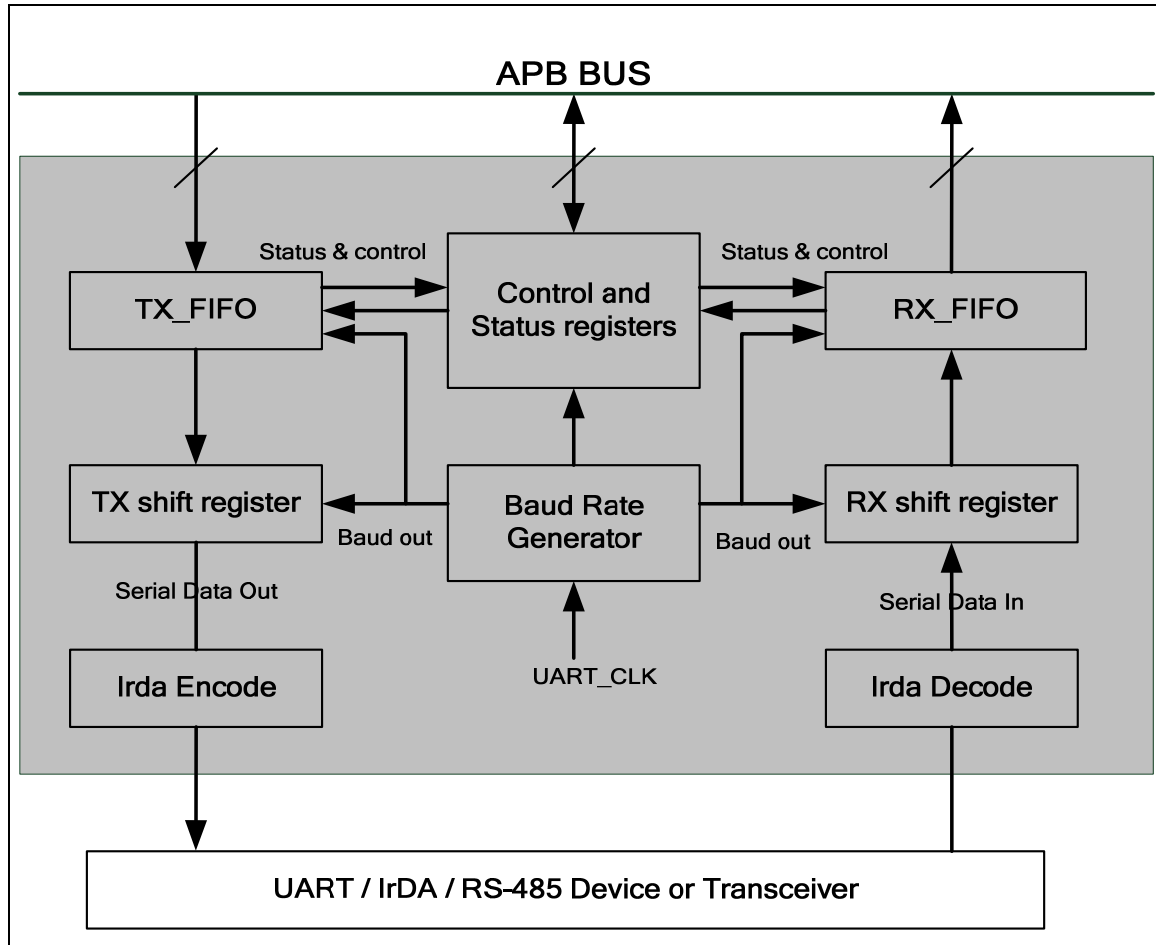 APB BUS
Status & control
Status & control
TX_FIFO
Control and
Status registers
RX_FIFO
TX shift register
Baud Rate
Generator
RX shift register
Baud out
Baud out
Serial Data Out
Serial Data In
UART_CLK
Irda Encode
Irda Decode
UART / IrDA / RS-485 Device or Transceiver